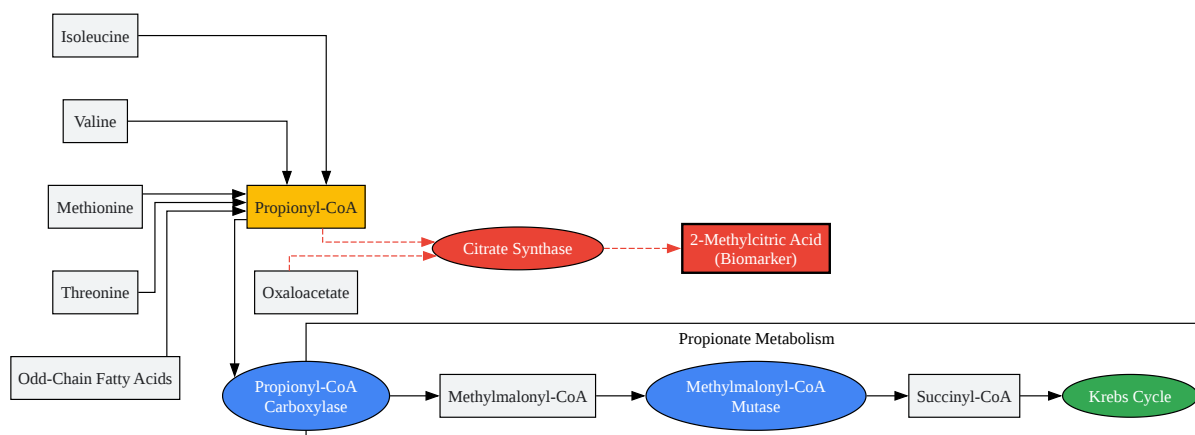 Isoleucine
Valine
Methionine
Propionyl-CoA
Citrate Synthase
2-Methylcitric Acid
(Biomarker)
Threonine
Oxaloacetate
Propionate Metabolism
Odd-Chain Fatty Acids
Propionyl-CoA
Carboxylase
Methylmalonyl-CoA
Methylmalonyl-CoA
Mutase
Succinyl-CoA
Krebs Cycle